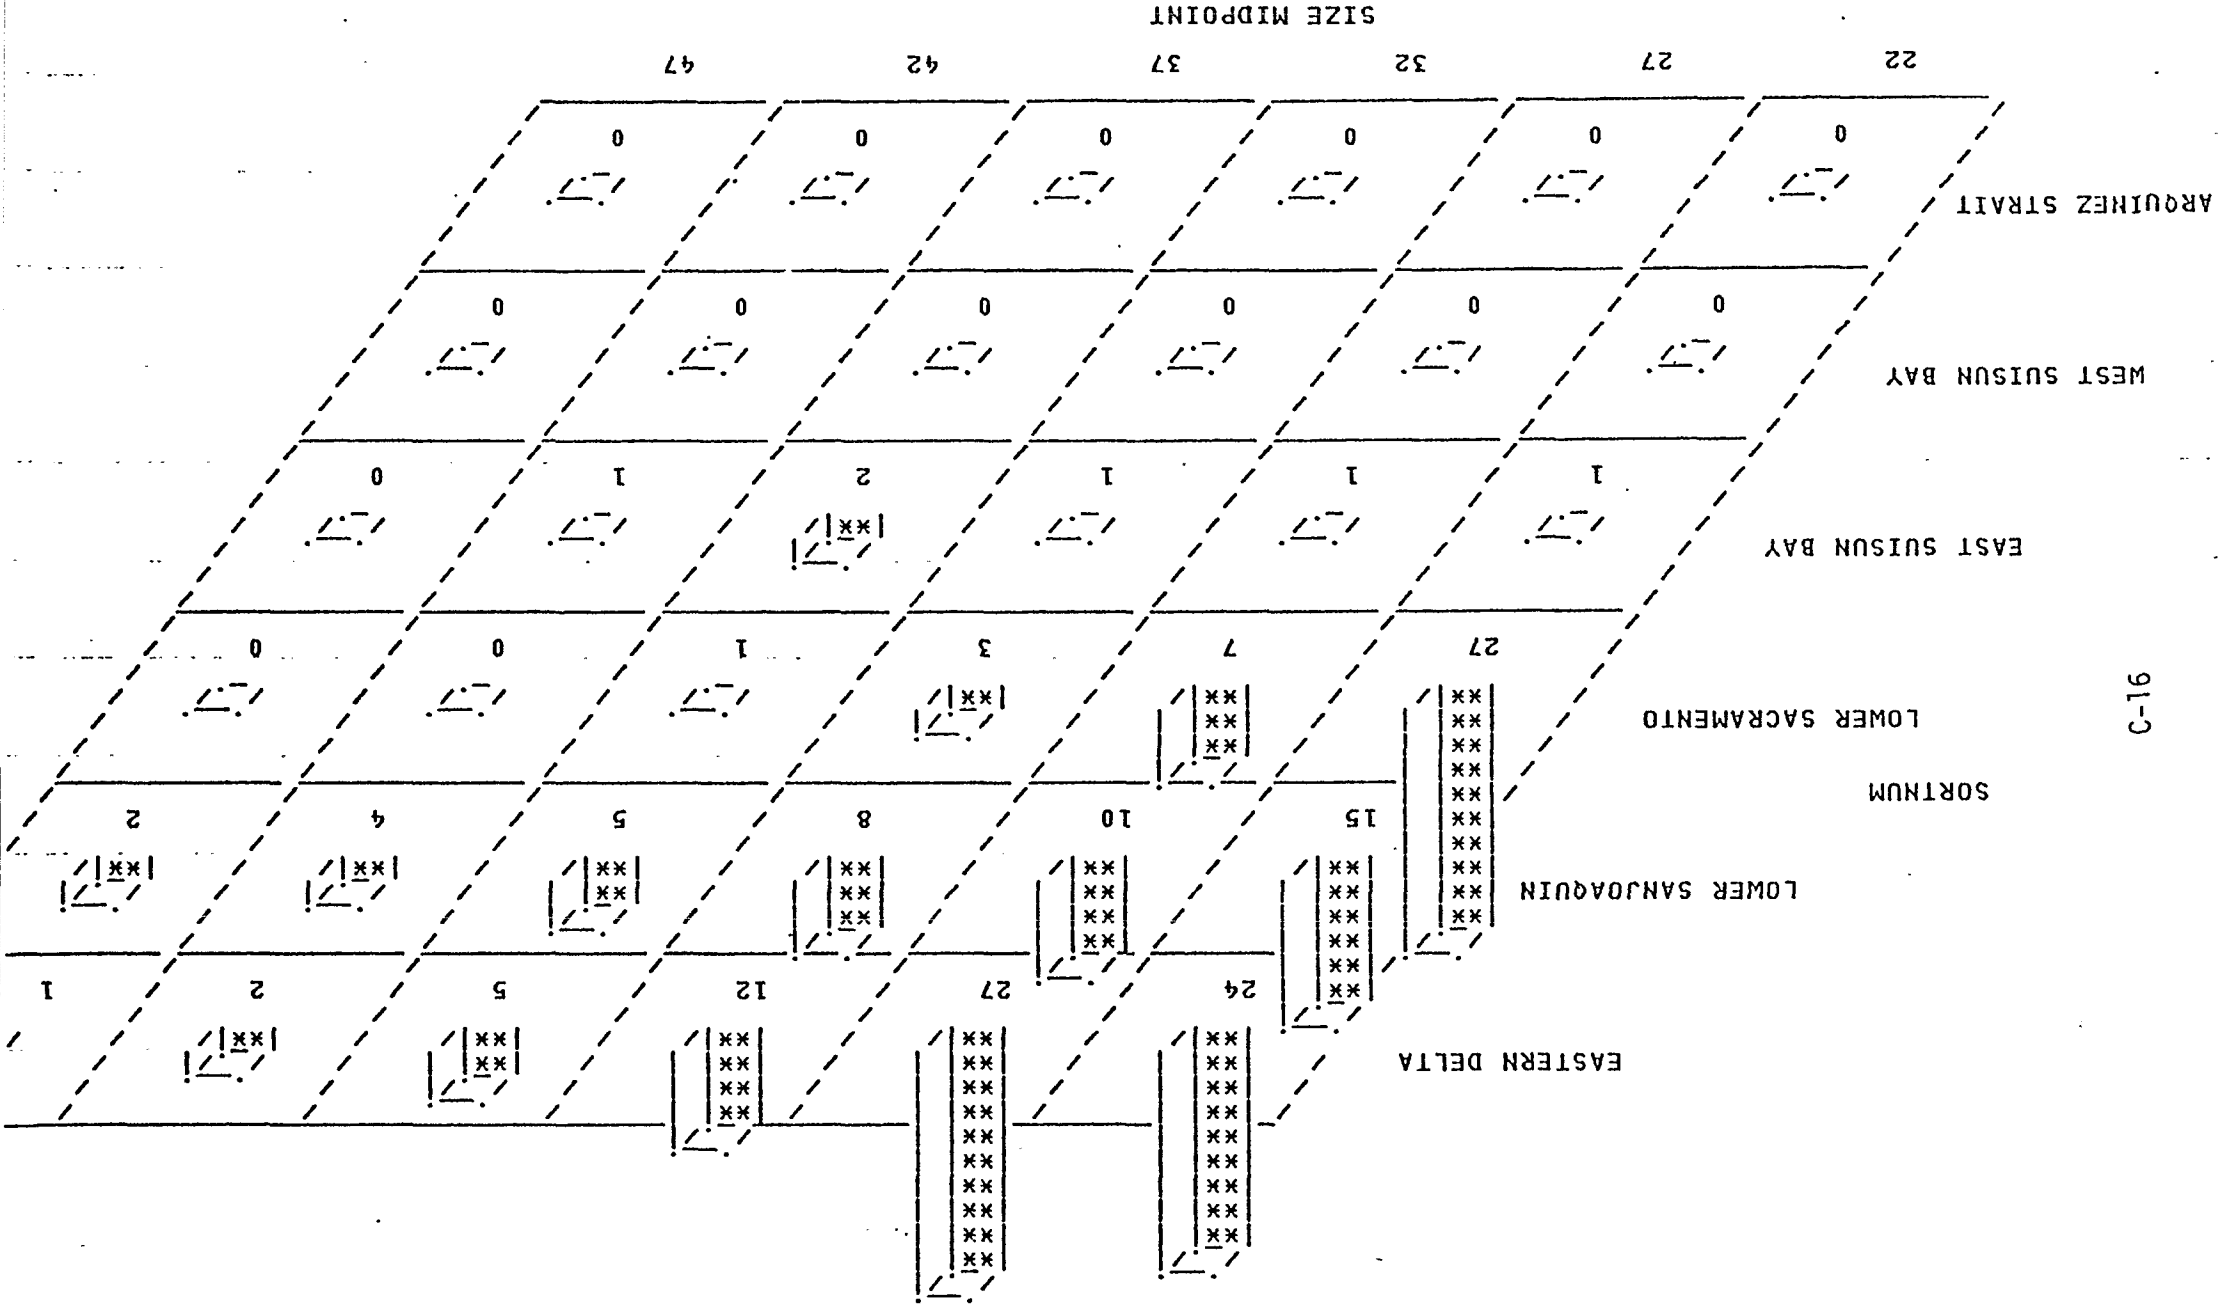 EASTERN DELTA
24 27 12 5 2 1
LOWER SANJOAQUIN
15 10 8 5 4 2
SORTNUM
LOWER SACRAMENTO
27 7 3 1 0 0
EAST SUISUN BAY
1 1 1 2 1 0
WEST SUISUN BAY
0 0 0 0 0 0
ARQUINEZ STRAIT
0 0 0 0 0 0
22 27 32 37 42 47
SIZE MIDPOINT
C-16